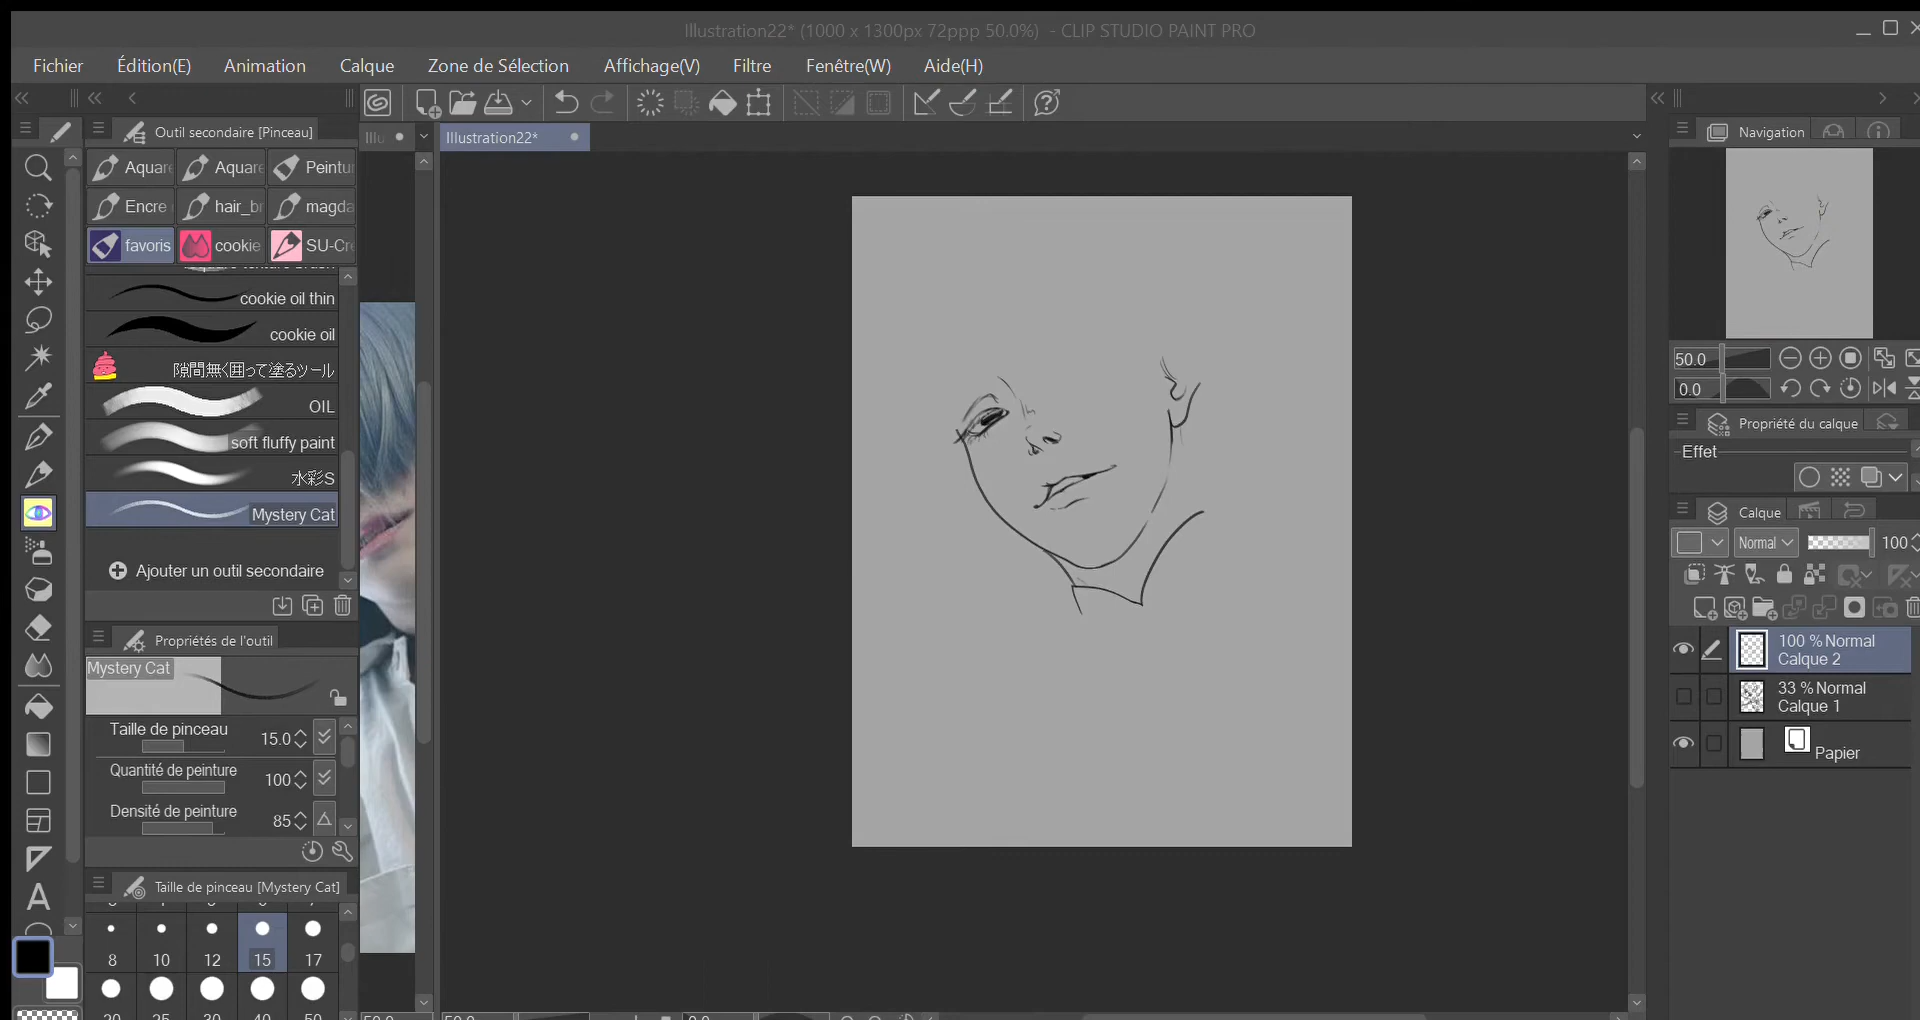 Illustration22* (1000 x 1300px 72ppp 50.0%) - CLIP STUDIO PAINT PRO
Fichier Édition(E) Animation Calque Zone de Sélection Affichage(V) Filtre Fenêtre(W) Aide(H)
Outil secondaire [Pinceau]
Illu
Illustration22*
Navigation
Aquar Aquar Peintu
Encre hair_b magda
favoris cookie SU-Cr
cookie oil thin
cookie oil
隙間無く囲って塗るツール
OIL
soft fluffy paint
水彩S
Mystery Cat
Ajouter un outil secondaire
Propriétés de l'outil
Mystery Cat
Taille de pinceau 15.0
Quantité de peinture 100
Densité de peinture 85
Taille de pinceau [Mystery Cat]
8 10 12 15 17
50.0
0.0
Propriété du calque
Effet
Calque
Normal 100
100 % Normal
Calque 2
33 % Normal
Calque 1
Papier